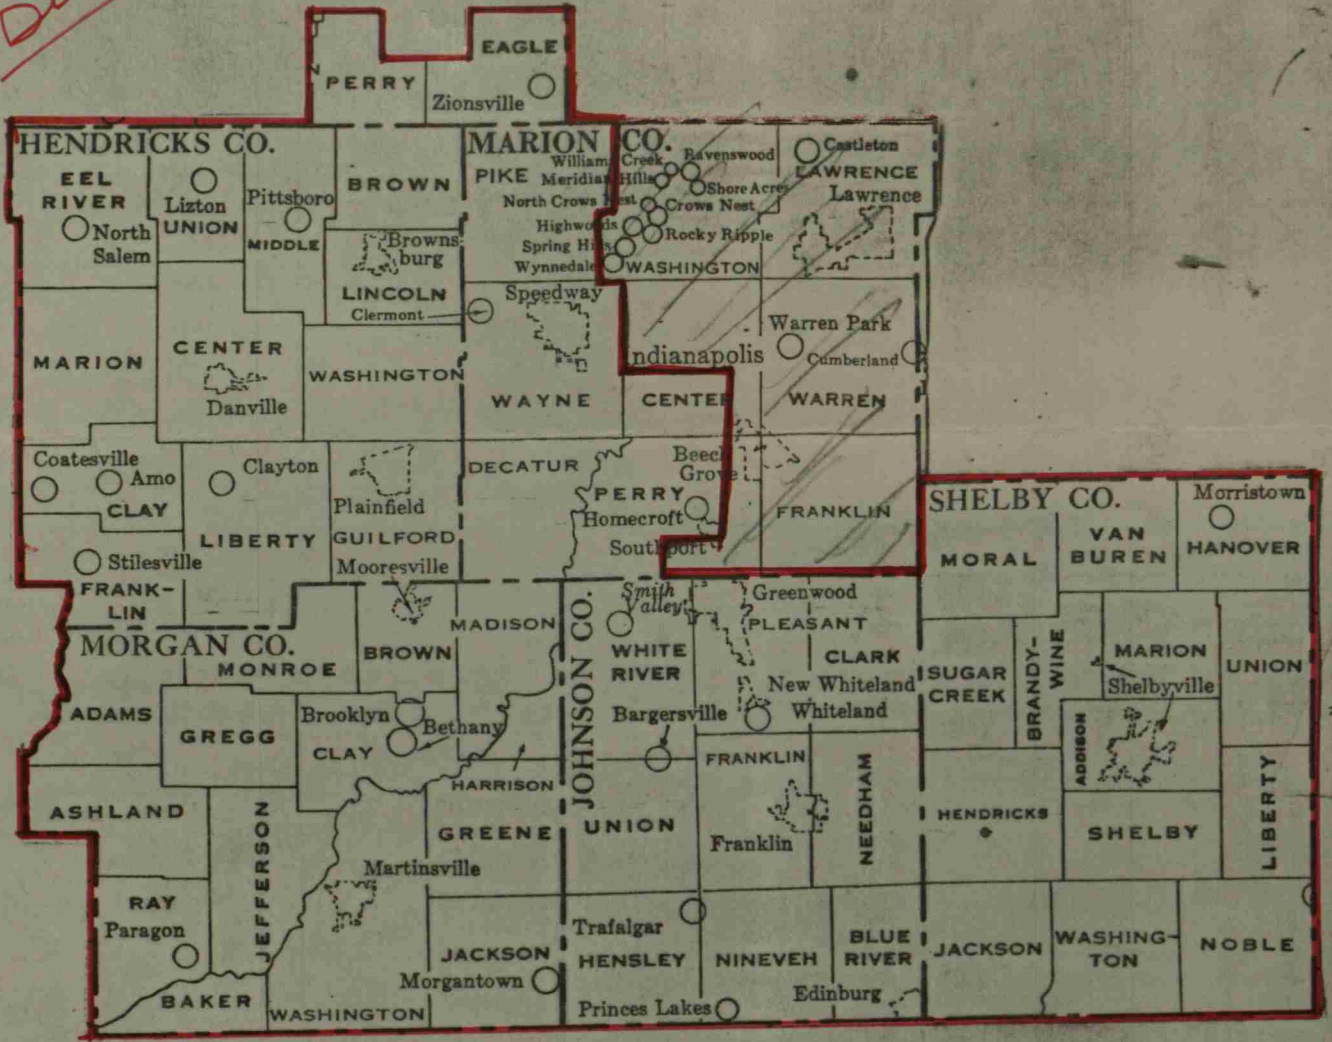 EAGLE
PERRY
Zionsville
HENDRICKS CO.
MARION CO.
EEL
RIVER
North
Salem
Lizton
UNION
Pittsboro
MIDDLE
BROWN
PIKE
William Creek
Ravenswood
Meridian Hills
Shore Acres
North Crows Nest
Crows Nest
Highwoods
Rocky Ripple
Spring Hills
Wynnedale
WASHINGTON
Castleton
LAWRENCE
Lawrence
Browns
burg
LINCOLN
Clermont
Speedway
MARION
CENTER
Danville
WASHINGTON
WAYNE
Indianapolis
Warren Park
Cumberland
CENTER
WARREN
Coatesville
Amo
CLAY
Clayton
LIBERTY
Plainfield
GUILFORD
DECATUR
PERRY
Homecroft
Southport
Beech
Grove
FRANKLIN
Stilesville
FRANK-
LIN
Mooresville
SHELBY CO.
Morristown
MORAL
VAN
BUREN
HANOVER
MORGAN CO.
MONROE
BROWN
MADISON
ADAMS
GREGG
Brooklyn
Bethany
CLAY
HARRISON
JOHNSON CO.
Smith
Valley
WHITE
RIVER
Bargersville
Greenwood
PLEASANT
CLARK
New Whiteland
Whiteland
SUGAR
CREEK
BRANDY-
WINE
MARION
Shelbyville
UNION
ADDISON
ASHLAND
JEFFERSON
GREENE
UNION
FRANKLIN
Franklin
NEEDHAM
HENDRICKS
SHELBY
LIBERTY
Martinsville
RAY
Paragon
BAKER
WASHINGTON
JACKSON
Morgantown
Trafalgar
HENSLEY
Princes Lakes
NINEVEH
BLUE
RIVER
Edinburg
JACKSON
WASHING-
TON
NOBLE